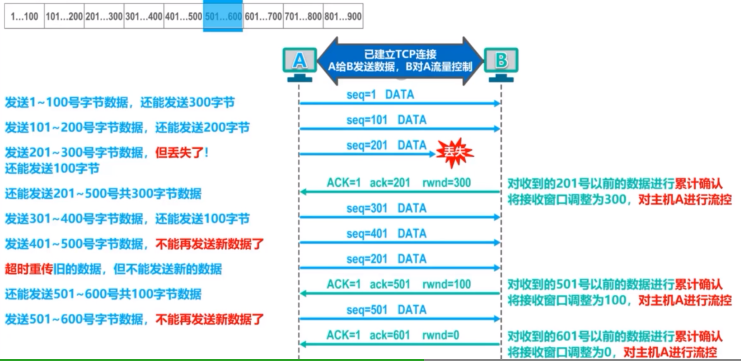 1...100 101...200 201...300 301...400 401...500 501...600 601...700 701...800 801...900
已建立TCP连接
A给B发送数据，B对A流量控制
A
B
发送1~100号字节数据，还能发送300字节
seq=1 DATA
发送101~200号字节数据，还能发送200字节
seq=101 DATA
发送201~300号字节数据，但丢失了！
还能发送100字节
seq=201 DATA
丢失
还能发送201~500号共300字节数据
ACK=1 ack=201 rwnd=300
对收到的201号以前的数据进行累计确认
将接收窗口调整为300，对主机A进行流控
发送301~400号字节数据，还能发送100字节
seq=301 DATA
发送401~500号字节数据，不能再发送新数据了
seq=401 DATA
超时重传旧的数据，但不能发送新的数据
seq=201 DATA
还能发送501~600号共100字节数据
ACK=1 ack=501 rwnd=100
对收到的501号以前的数据进行累计确认
将接收窗口调整为100，对主机A进行流控
发送501~600号字节数据，不能再发送新数据了
seq=501 DATA
ACK=1 ack=601 rwnd=0
对收到的601号以前的数据进行累计确认
将接收窗口调整为0，对主机A进行流控